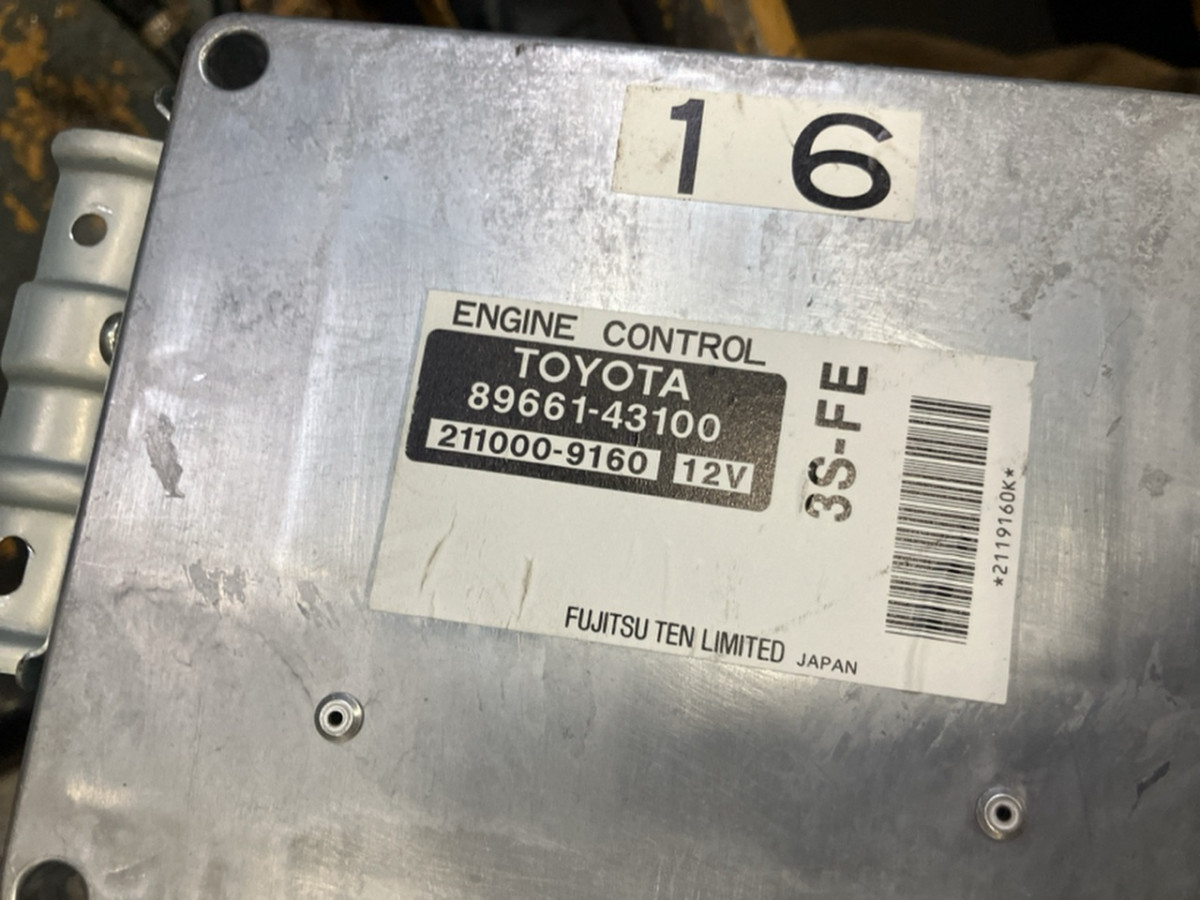 16
ENGINE CONTROL
TOYOTA
89661-43100
211000-9160 12V
3S-FE
*2119160K*
FUJITSU TEN LIMITED JAPAN